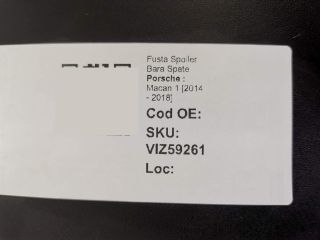 Fusta Spoiler
Bara Spate
Porsche :
Macan 1 [2014
- 2018]
Cod OE:
SKU:
VIZ59261
Loc: